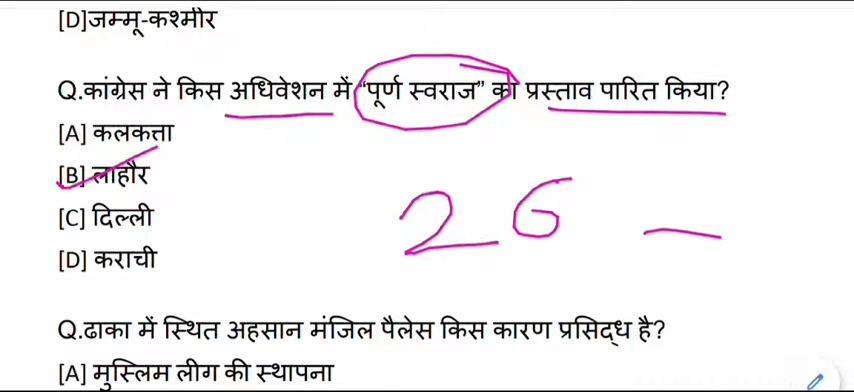 [D]जम्मू-कश्मीर
Q.कांग्रेस ने किस अधिवेशन में "पूर्ण स्वराज" का प्रस्ताव पारित किया?
[A] कलकत्ता
[B] लाहौर
[C] दिल्ली
26 —
[D] कराची
Q.ढाका में स्थित अहसान मंजिल पैलेस किस कारण प्रसिद्ध है?
[A] मुस्लिम लीग की स्थापना